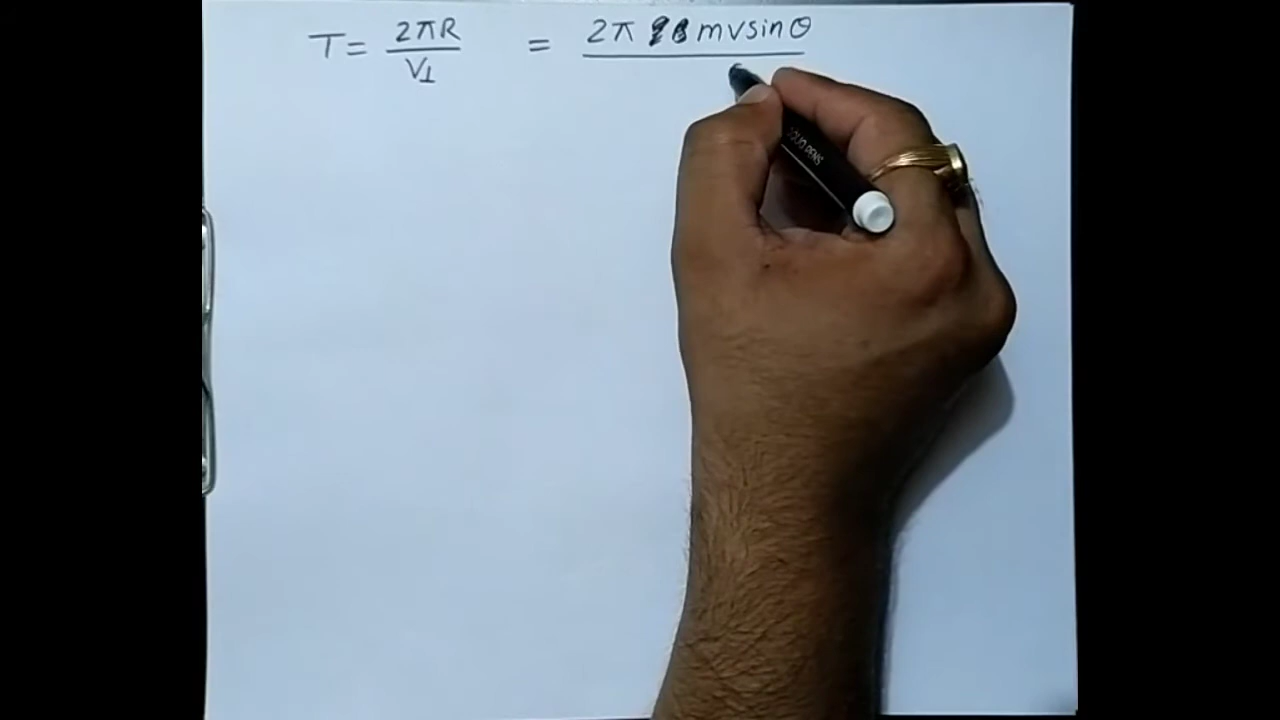 T = 2πR / V⊥ = 2π mvsinθ